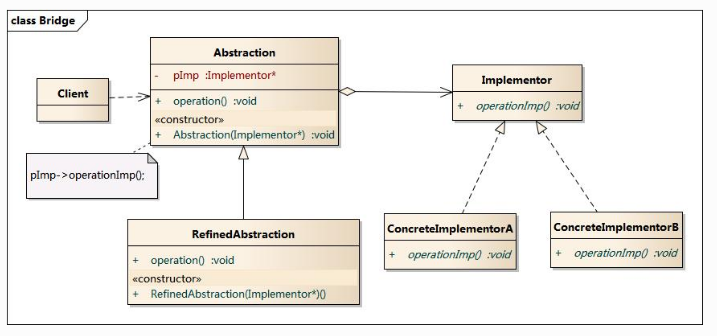 class Bridge
Abstraction
- pImp :Implementor*
+ operation() :void
«constructor»
+ Abstraction(Implementor*) :void
Client
Implementor
+ operationImp() :void
pImp->operationImp();
RefinedAbstraction
+ operation() :void
«constructor»
+ RefinedAbstraction(Implementor*)()
ConcreteImplementorA
+ operationImp() :void
ConcreteImplementorB
+ operationImp() :void